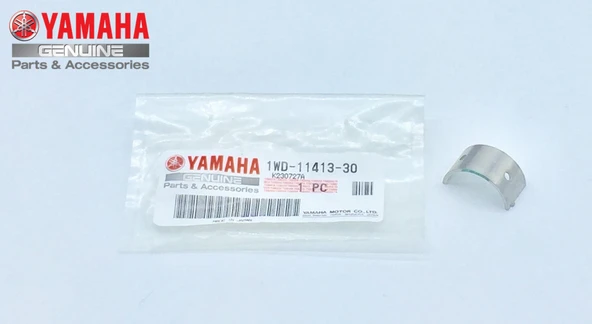 YAMAHA
GENUINE
Parts & Accessories
YAMAHA
GENUINE
Parts & Accessories
1WD-11413-30
K230727A
1 PC
YAMAHA MOTOR CO.,LTD.